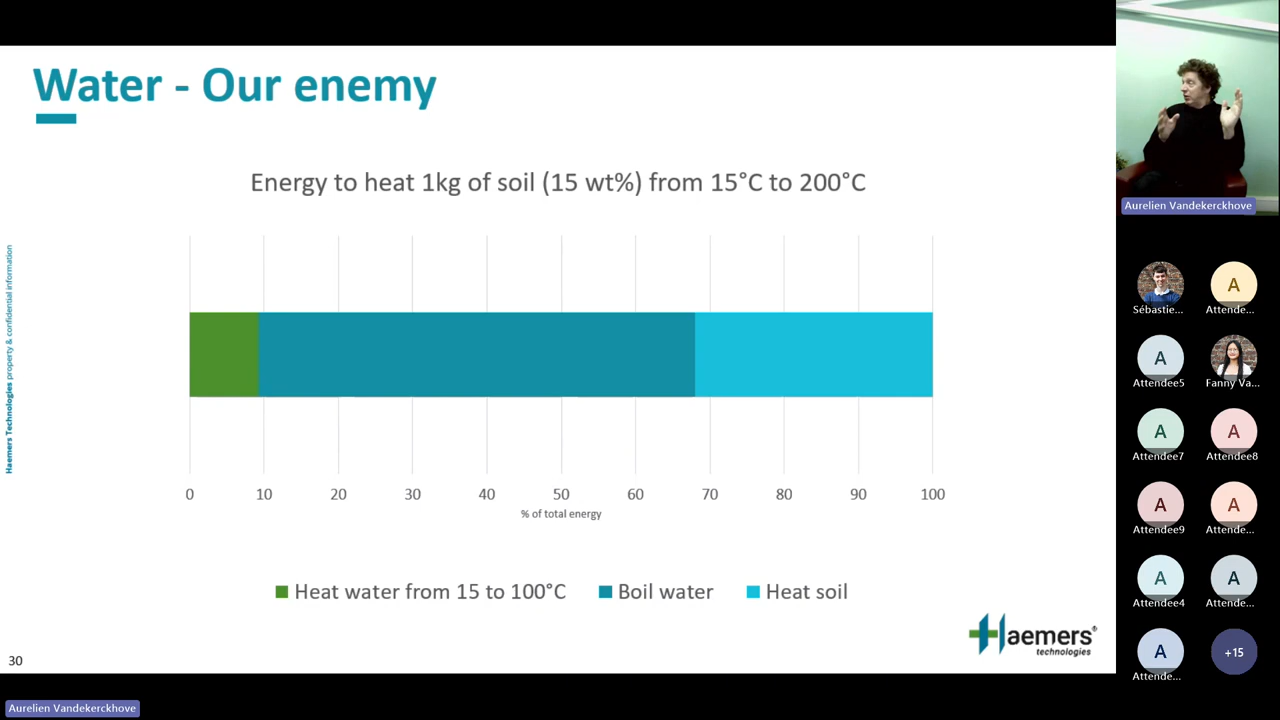 Water - Our enemy
Energy to heat 1kg of soil (15 wt%) from 15°C to 200°C
0 10 20 30 40 50 60 70 80 90 100
% of total energy
Heat water from 15 to 100°C Boil water Heat soil
Haemers Technologies property & confidential information
Haemers®
technologies
30
Aurelien Vandekerckhove
Aurelien Vandekerckhove
Sébastie...
A
Attende...
A
Attendee5
Fanny Va...
A
Attendee7
A
Attendee8
A
Attendee9
A
Attende...
A
Attendee4
A
Attende...
A
Attende...
+15